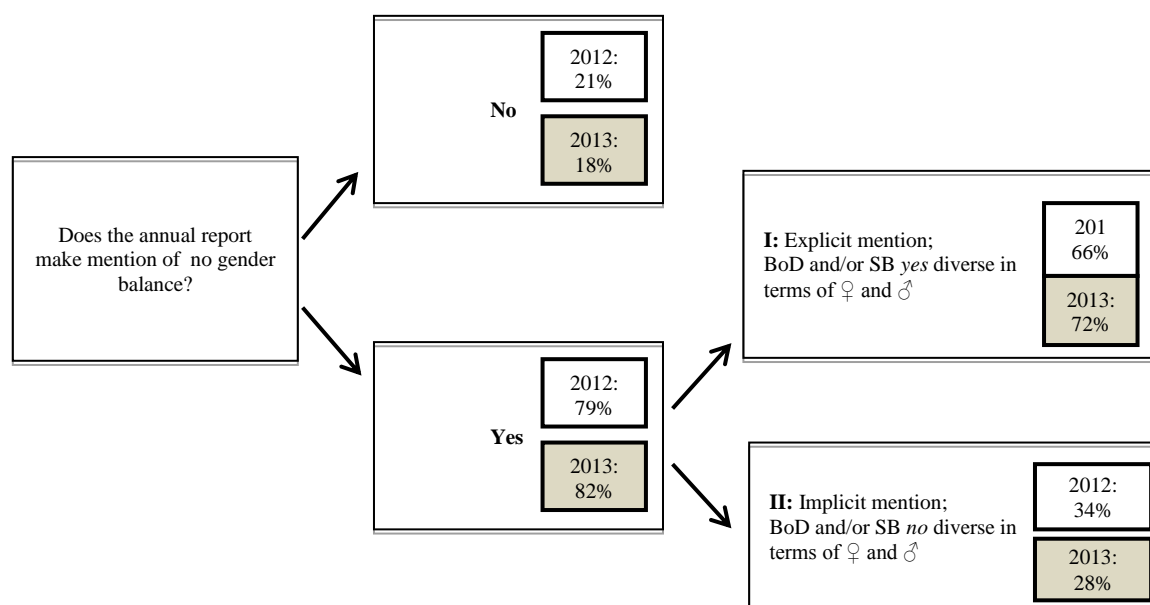 Does the annual report
make mention of no gender
balance?
No
2012:
21%
2013:
18%
Yes
2012:
79%
2013:
82%
I: Explicit mention;
BoD and/or SB yes diverse in
terms of ♀ and ♂
201
66%
2013:
72%
II: Implicit mention;
BoD and/or SB no diverse in
terms of ♀ and ♂
2012:
34%
2013:
28%